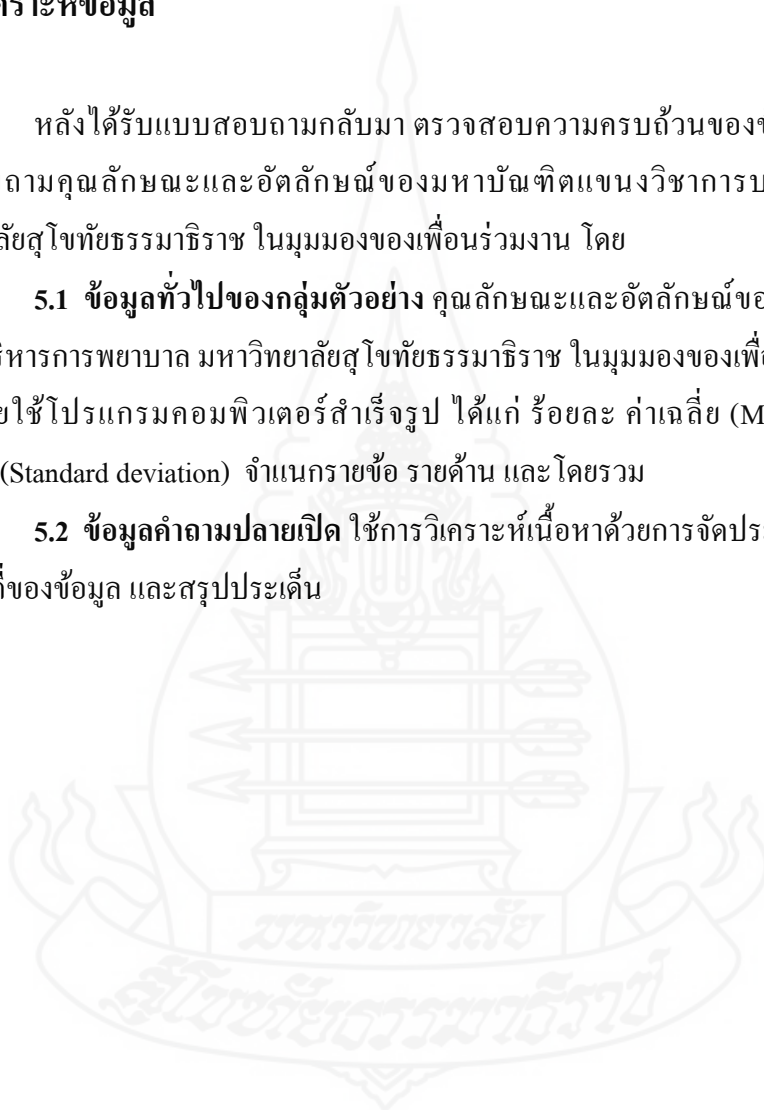 คราะห์ข้อมูล
หลังได้รับแบบสอบถามกลับมา ตรวจสอบความครบถ้วนของข
ถามคุณลักษณะและอัตลักษณ์ของมหาบัณฑิตแขนงวิชาการบ
ลัยสุโขทัยธรรมาธิราช ในมุมมองของเพื่อนร่วมงาน โดย
5.1 ข้อมูลทั่วไปของกลุ่มตัวอย่าง คุณลักษณะและอัตลักษณ์ขอ
ริหารการพยาบาล มหาวิทยาลัยสุโขทัยธรรมาธิราช ในมุมมองของเพื่อ
ยใช้โปรแกรมคอมพิวเตอร์สำเร็จรูป ได้แก่ ร้อยละ ค่าเฉลี่ย (M
(Standard deviation) จำแนกรายข้อ รายด้าน และโดยรวม
5.2 ข้อมูลคำถามปลายเปิด ใช้การวิเคราะห์เนื้อหาด้วยการจัดประ
ี่ของข้อมูล และสรุปประเด็น
มหาวิทยาลัย
สุโขทัยธรรมาธิราช